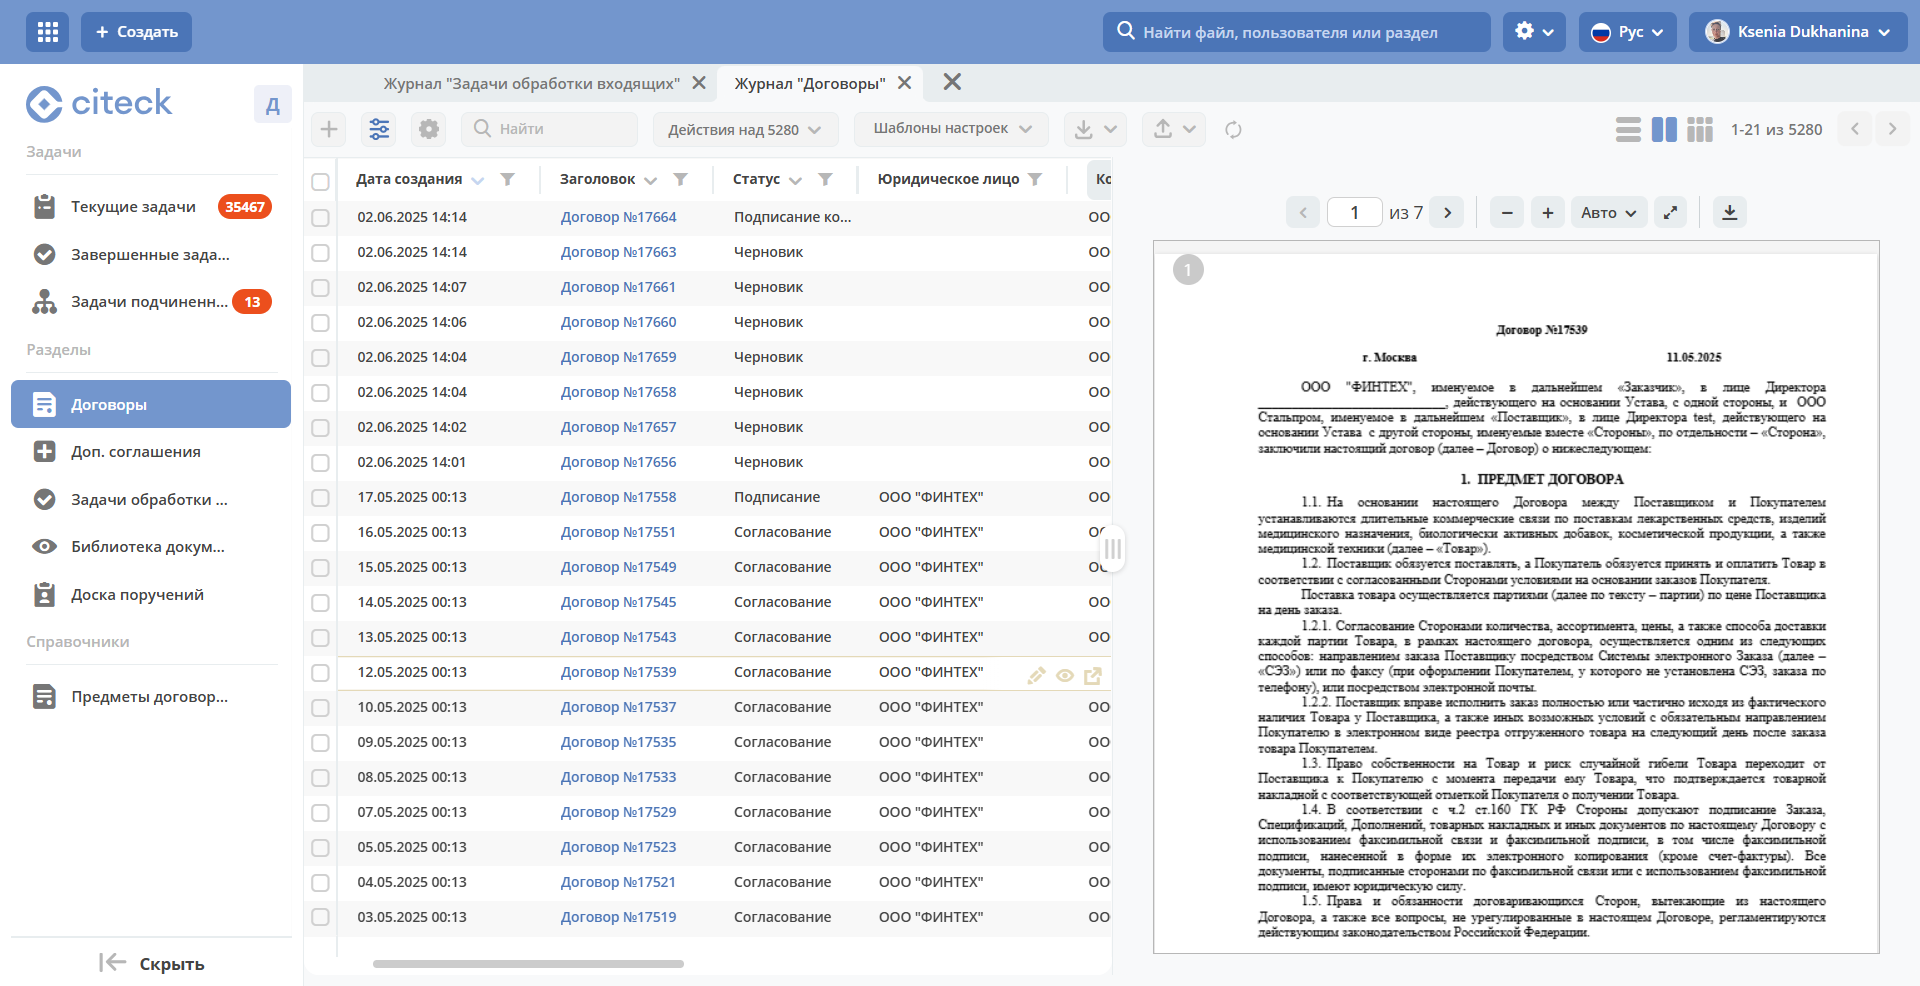 + Создать
Найти файл, пользователя или раздел
Рус
Ksenia Dukhanina
citeck
Д
Задачи
Текущие задачи 35467
Завершенные зада...
Задачи подчиненн... 13
Разделы
Договоры
Доп. соглашения
Задачи обработки ...
Библиотека докум...
Доска поручений
Справочники
Предметы договор...
Скрыть
Журнал "Задачи обработки входящих"
Журнал "Договоры"
Найти
Действия над 5280
Шаблоны настроек
1-21 из 5280
Дата создания Заголовок Статус Юридическое лицо Ко
02.06.2025 14:14 Договор №17664 Подписание ко... ОО
02.06.2025 14:14 Договор №17663 Черновик ОО
02.06.2025 14:07 Договор №17661 Черновик ОО
02.06.2025 14:06 Договор №17660 Черновик ОО
02.06.2025 14:04 Договор №17659 Черновик ОО
02.06.2025 14:04 Договор №17658 Черновик ОО
02.06.2025 14:02 Договор №17657 Черновик ОО
02.06.2025 14:01 Договор №17656 Черновик ОО
17.05.2025 00:13 Договор №17558 Подписание ООО "ФИНТЕХ" ОО
16.05.2025 00:13 Договор №17551 Согласование ООО "ФИНТЕХ" ОО
15.05.2025 00:13 Договор №17549 Согласование ООО "ФИНТЕХ" ОО
14.05.2025 00:13 Договор №17545 Согласование ООО "ФИНТЕХ" ОО
13.05.2025 00:13 Договор №17543 Согласование ООО "ФИНТЕХ" ОО
12.05.2025 00:13 Договор №17539 Согласование ООО "ФИНТЕХ"
10.05.2025 00:13 Договор №17537 Согласование ООО "ФИНТЕХ" ОО
09.05.2025 00:13 Договор №17535 Согласование ООО "ФИНТЕХ" ОО
08.05.2025 00:13 Договор №17533 Согласование ООО "ФИНТЕХ" ОО
07.05.2025 00:13 Договор №17529 Согласование ООО "ФИНТЕХ" ОО
05.05.2025 00:13 Договор №17523 Согласование ООО "ФИНТЕХ" ОО
04.05.2025 00:13 Договор №17521 Согласование ООО "ФИНТЕХ" ОО
03.05.2025 00:13 Договор №17519 Согласование ООО "ФИНТЕХ" ОО
1 из 7
Авто
1
Договор №17539
г. Москва 11.05.2025
ООО "ФИНТЕХ", именуемое в дальнейшем «Заказчик», в лице Директора
____________________________, действующего на основании Устава, с одной стороны, и ООО
Стальпром, именуемое в дальнейшем «Поставщик», в лице Директора test, действующего на
основании Устава с другой стороны, именуемые вместе «Стороны», по отдельности – «Сторона»,
заключили настоящий договор (далее – Договор) о нижеследующем:
1. ПРЕДМЕТ ДОГОВОРА
1.1. На основании настоящего Договора между Поставщиком и Покупателем
устанавливаются длительные коммерческие связи по поставкам лекарственных средств, изделий
медицинского назначения, биологически активных добавок, косметической продукции, а также
медицинской техники (далее – «Товар»).
1.2. Поставщик обязуется поставлять, а Покупатель обязуется принять и оплатить Товар в
соответствии с согласованными Сторонами условиями на основании заказов Покупателя.
Поставка товара осуществляется партиями (далее по тексту – партии) по цене Поставщика
на день заказа.
1.2.1. Согласование Сторонами количества, ассортимента, цены, а также способа доставки
каждой партии Товара, в рамках настоящего договора, осуществляется одним из следующих
способов: направлением заказа Поставщику посредством Системы электронного Заказа (далее –
«СЭЗ») или по факсу (при оформлении Покупателем, у которого не установлена СЭЗ, заказа по
телефону), или посредством электронной почты.
1.2.2. Поставщик вправе исполнить заказ полностью или частично исходя из фактического
наличия Товара у Поставщика, а также иных возможных условий с обязательным направлением
Покупателю в электронном виде реестра отгруженного товара на следующий день после заказа
товара Покупателем.
1.3. Право собственности на Товар и риск случайной гибели Товара переходит от
Поставщика к Покупателю с момента передачи ему Товара, что подтверждается товарной
накладной с соответствующей отметкой Покупателя о получении Товара.
1.4. В соответствии с ч.2 ст.160 ГК РФ Стороны допускают подписание Заказа,
Спецификаций, Дополнений, товарных накладных и иных документов по настоящему Договору с
использованием факсимильной связи и факсимильной подписи, в том числе факсимильной
подписи, нанесенной в форме их электронного копирования (кроме счет-фактуры). Все
документы, подписанные сторонами по факсимильной связи или с использованием факсимильной
подписи, имеют юридическую силу.
1.5. Права и обязанности договаривающихся Сторон, вытекающие из настоящего
Договора, а также все вопросы, не урегулированные в настоящем Договоре, регламентируются
действующим законодательством Российской Федерации.